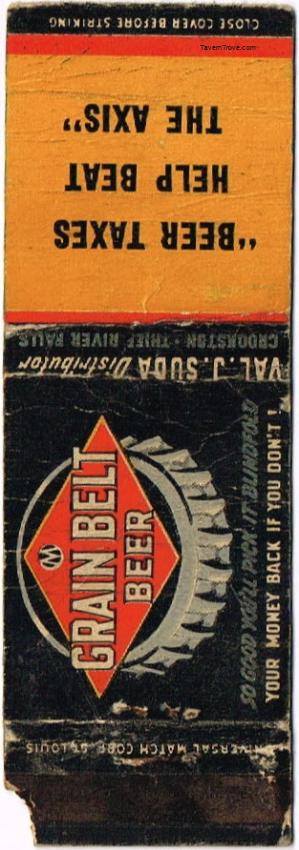 CLOSE COVER BEFORE STRIKING
TavernTrove.com
"BEER TAXES
HELP BEAT
THE AXIS"
VAL. J. SUDA Distributor
CROOKSTON · THIEF RIVER FALLS
GRAIN BELT
BEER
SO GOOD YOU'LL PICK IT BLINDFOLD
YOUR MONEY BACK IF YOU DON'T!
UNIVERSAL MATCH CORP. ST. LOUIS